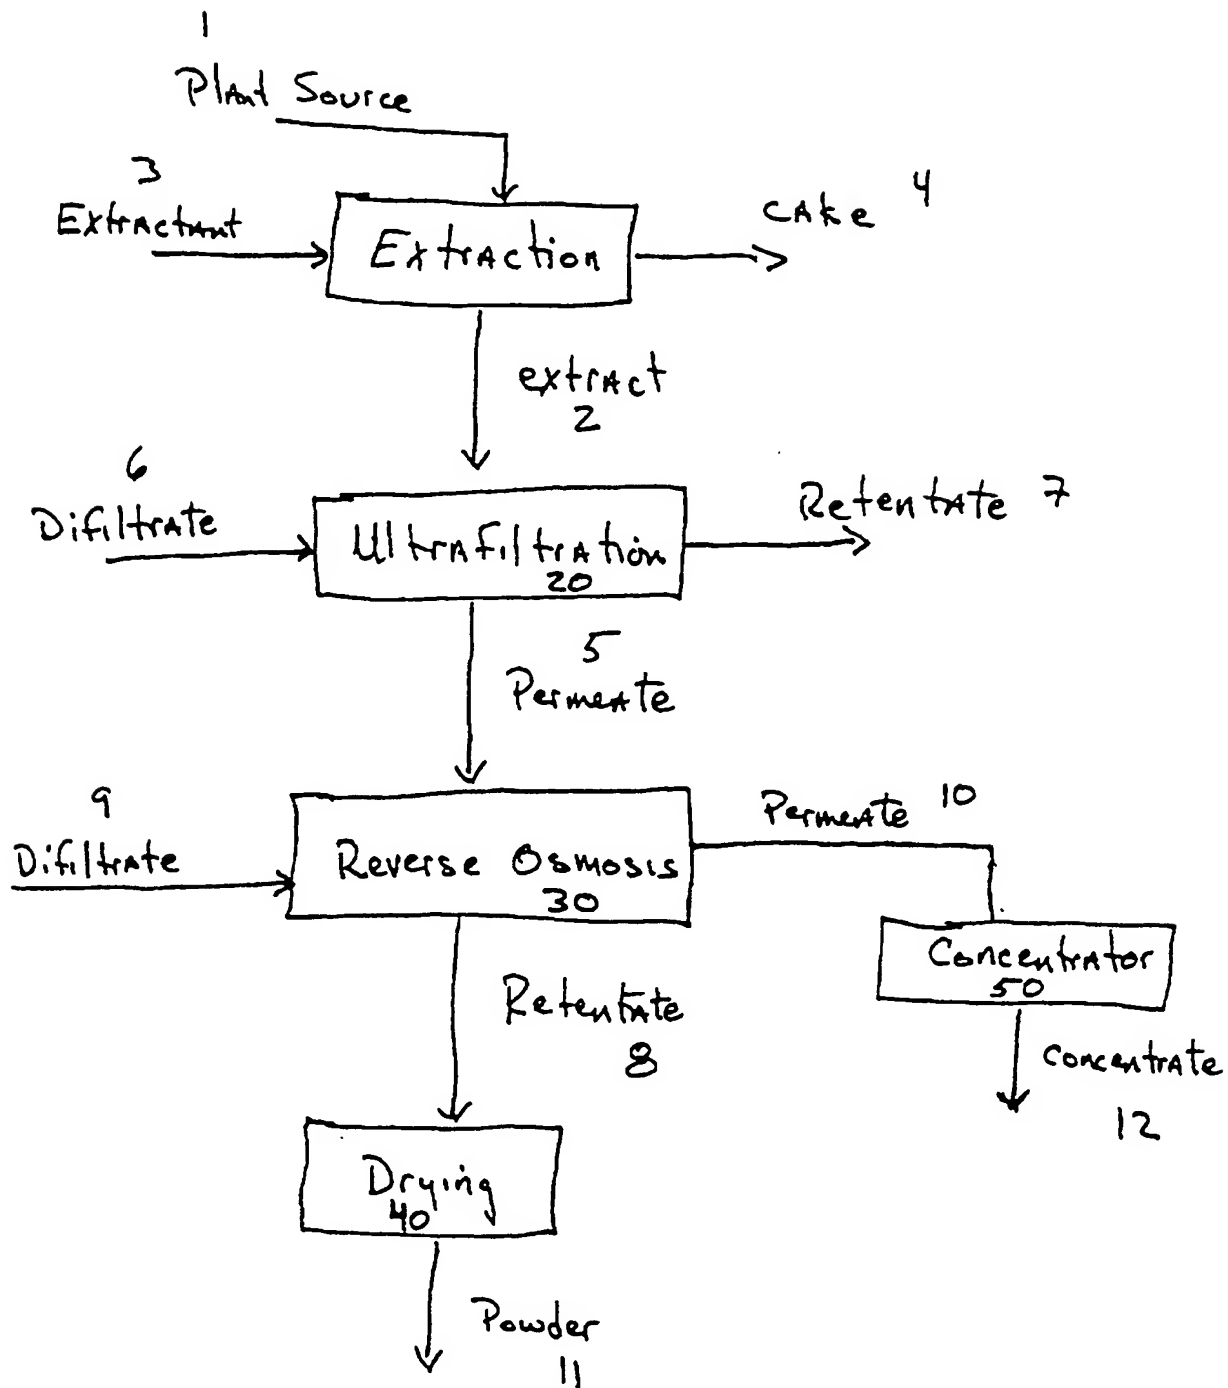 1
Plant Source
3
Extractant
Extraction
Cake 4
extract
2
6
Difiltrate
Ultrafiltration
20
Retentate 7
5
Permeate
9
Difiltrate
Reverse Osmosis
30
Permeate 10
Concentrator
50
Retentate
8
Concentrate
12
Drying
40
Powder
11